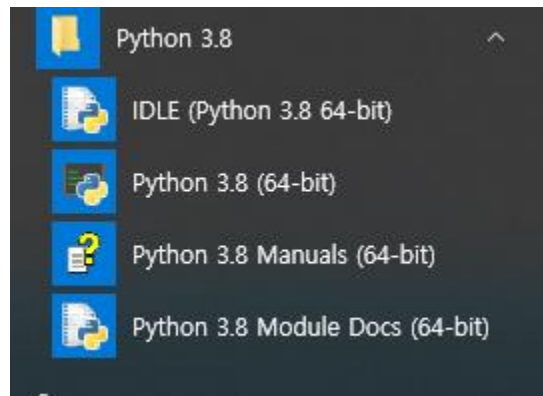 Python 3.8
IDLE (Python 3.8 64-bit)
Python 3.8 (64-bit)
Python 3.8 Manuals (64-bit)
Python 3.8 Module Docs (64-bit)